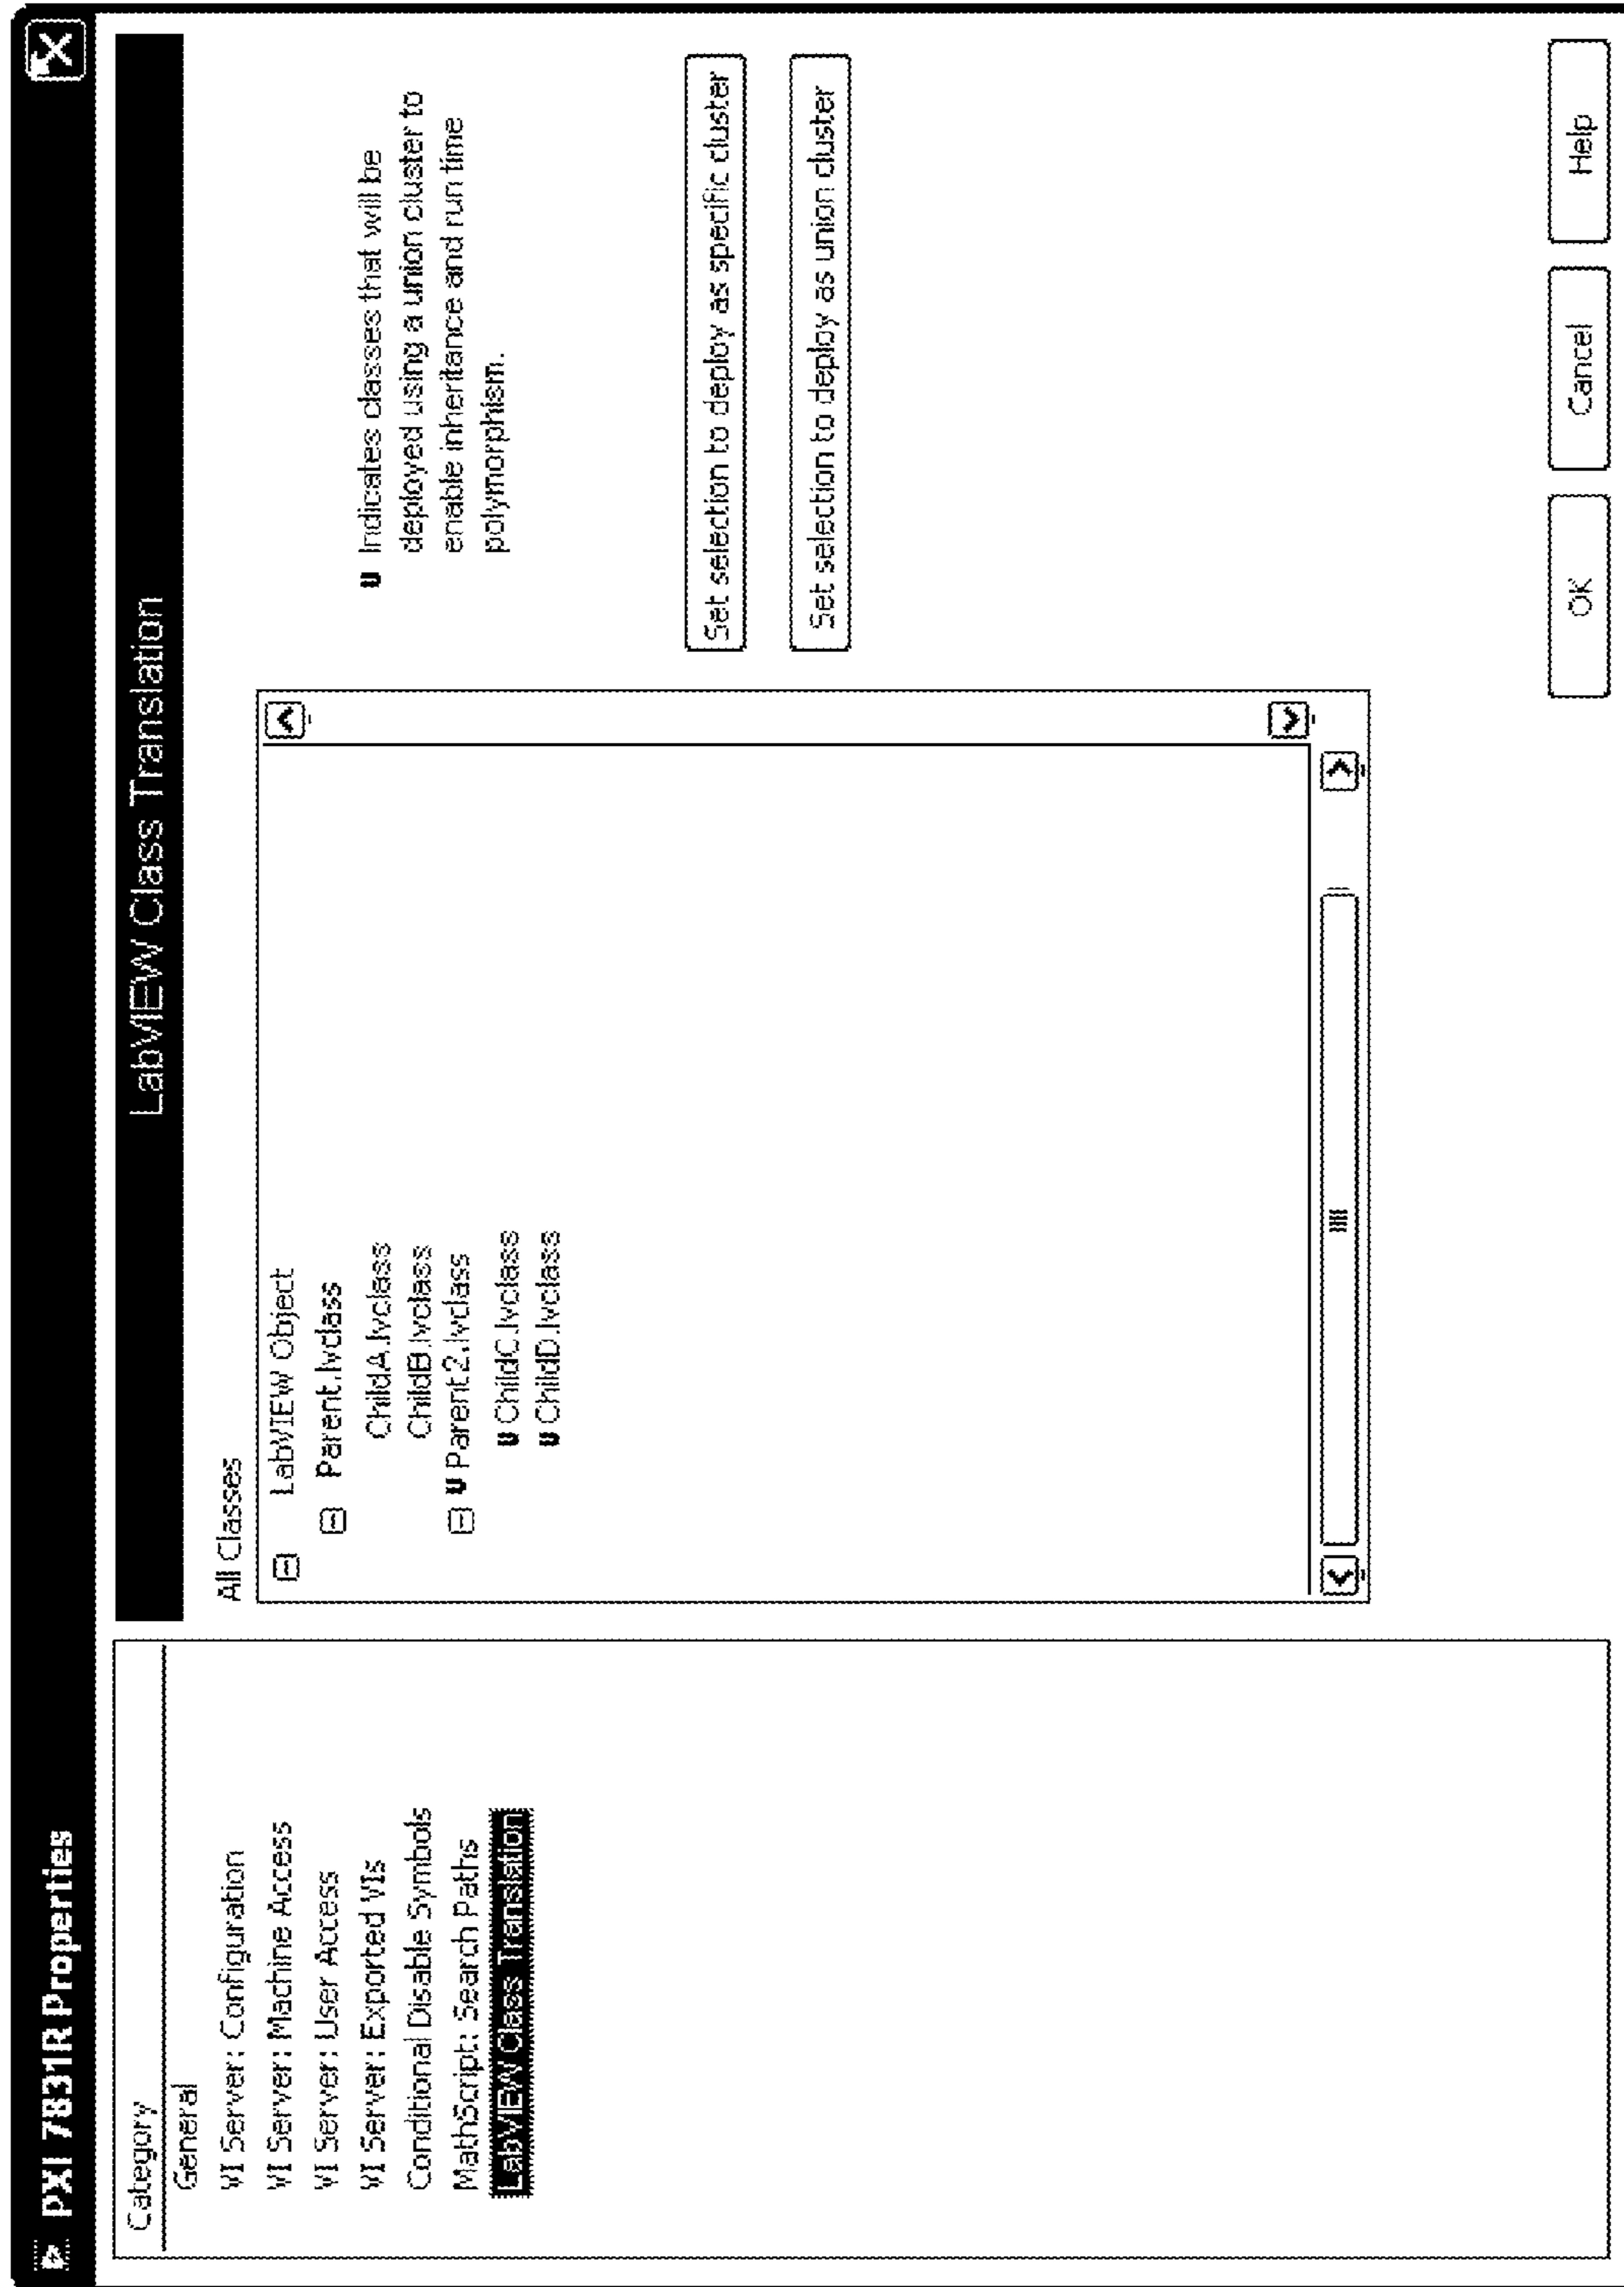 PXI 7831R Properties
Category
General
VI Server: Configuration
VI Server: Machine Access
VI Server: User Access
VI Server: Exported VIs
Conditional Disable Symbols
MathScript: Search Paths
LabVIEW Class Translation
LabVIEW Class Translation
All Classes
LabVIEW Object
Parent.lvclass
ChildA.lvclass
ChildB.lvclass
U Parent2.lvclass
U ChildC.lvclass
U ChildD.lvclass
U Indicates classes that will be
deployed using a union cluster to
enable inheritance and run time
polymorphism.
Set selection to deploy as specific cluster
Set selection to deploy as union cluster
OK
Cancel
Help